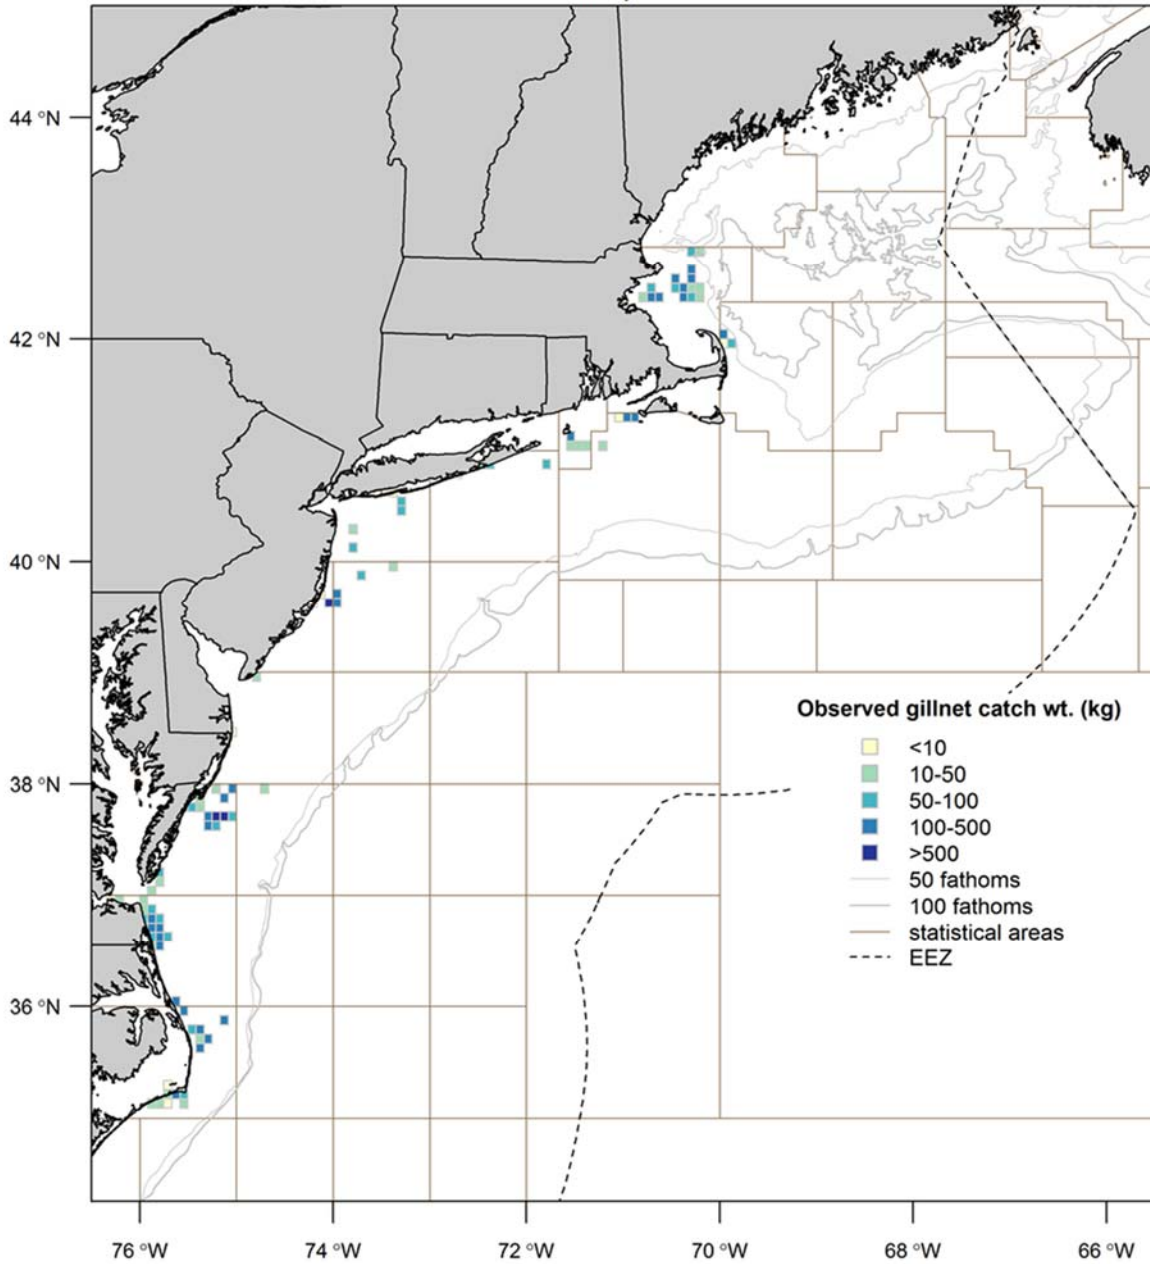 44 °N
42 °N
40 °N
38 °N
36 °N
Observed gillnet catch wt. (kg)
<10
10-50
50-100
100-500
>500
50 fathoms
100 fathoms
statistical areas
EEZ
76 °W
74 °W
72 °W
70 °W
68 °W
66 °W